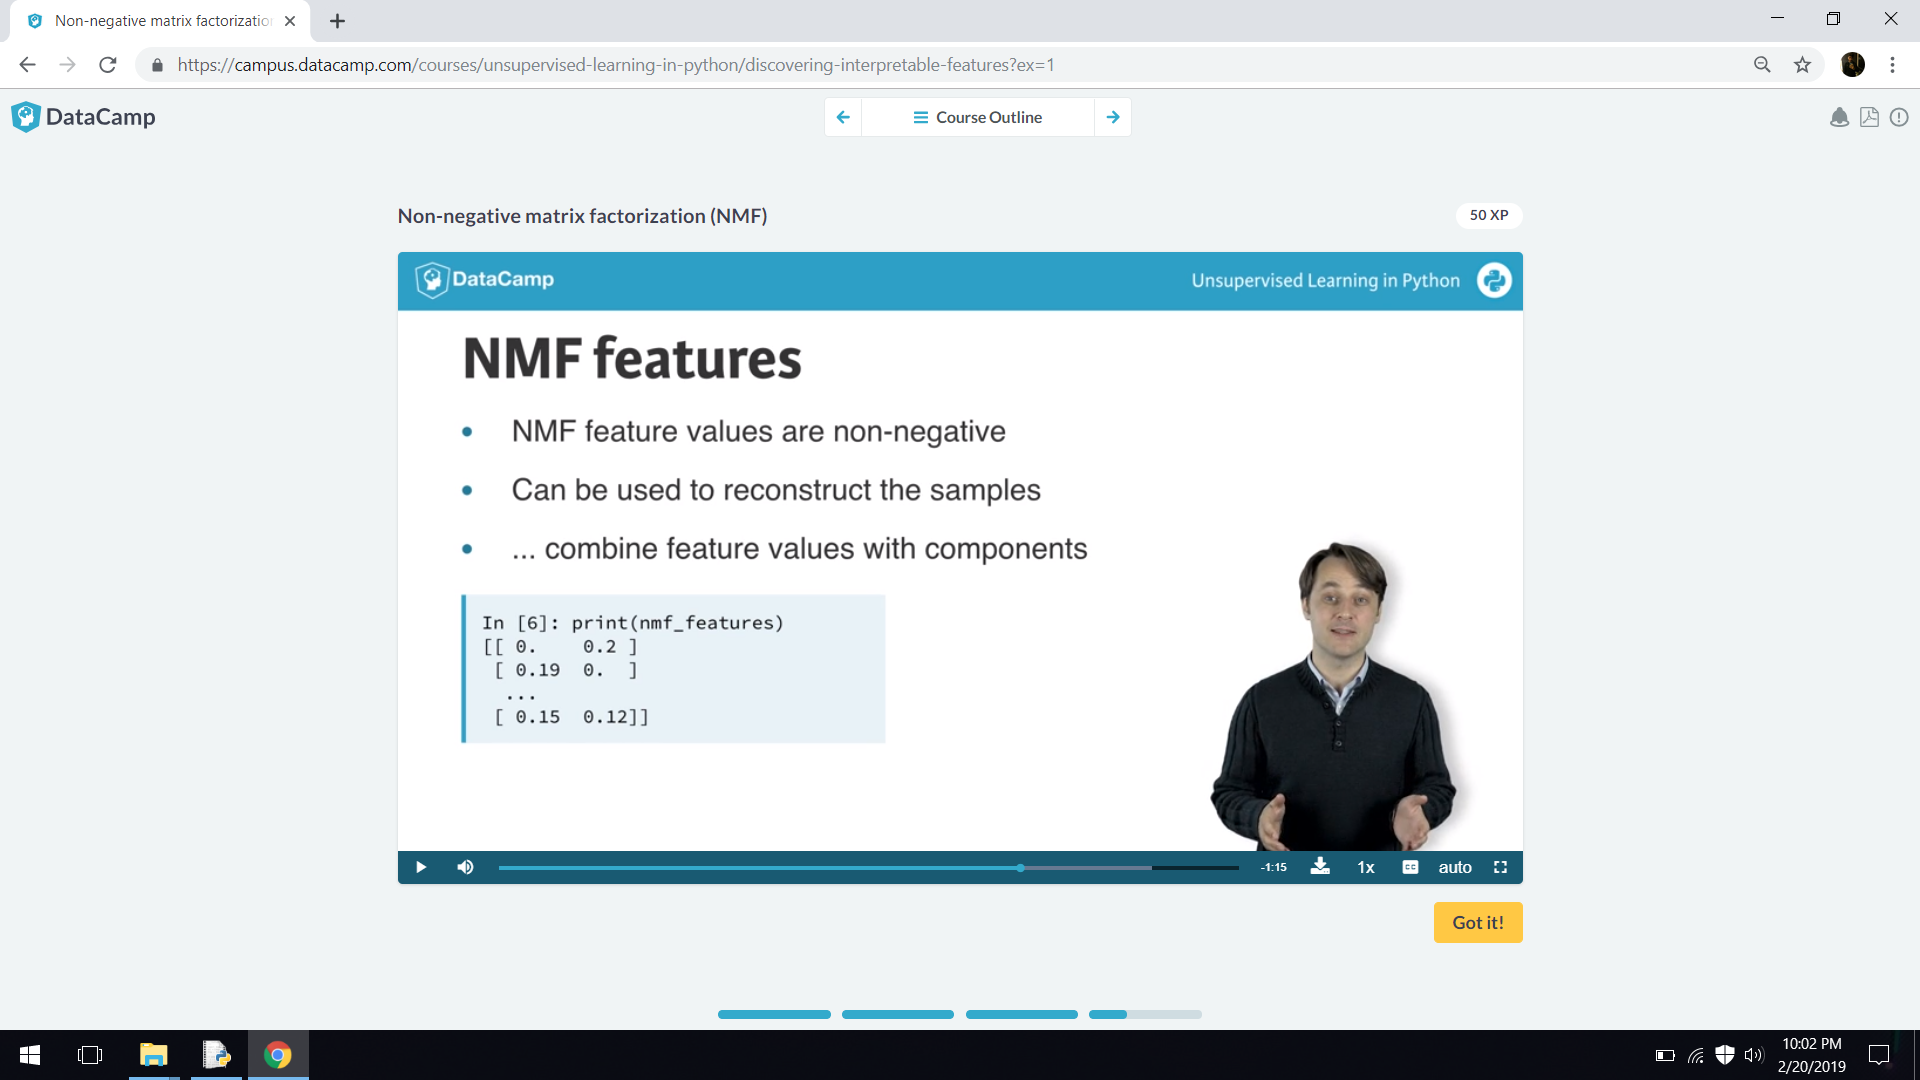 Non-negative matrix factorizatio
https://campus.datacamp.com/courses/unsupervised-learning-in-python/discovering-interpretable-features?ex=1
DataCamp
Course Outline
Non-negative matrix factorization (NMF)
50 XP
DataCamp
Unsupervised Learning in Python
NMF features
• NMF feature values are non-negative
• Can be used to reconstruct the samples
• ... combine feature values with components
In [6]: print(nmf_features)
[[ 0.    0.2 ]
 [ 0.19  0.  ]
  ...
 [ 0.15  0.12]]
-1:15
1x
CC
auto
Got it!
10:02 PM
2/20/2019